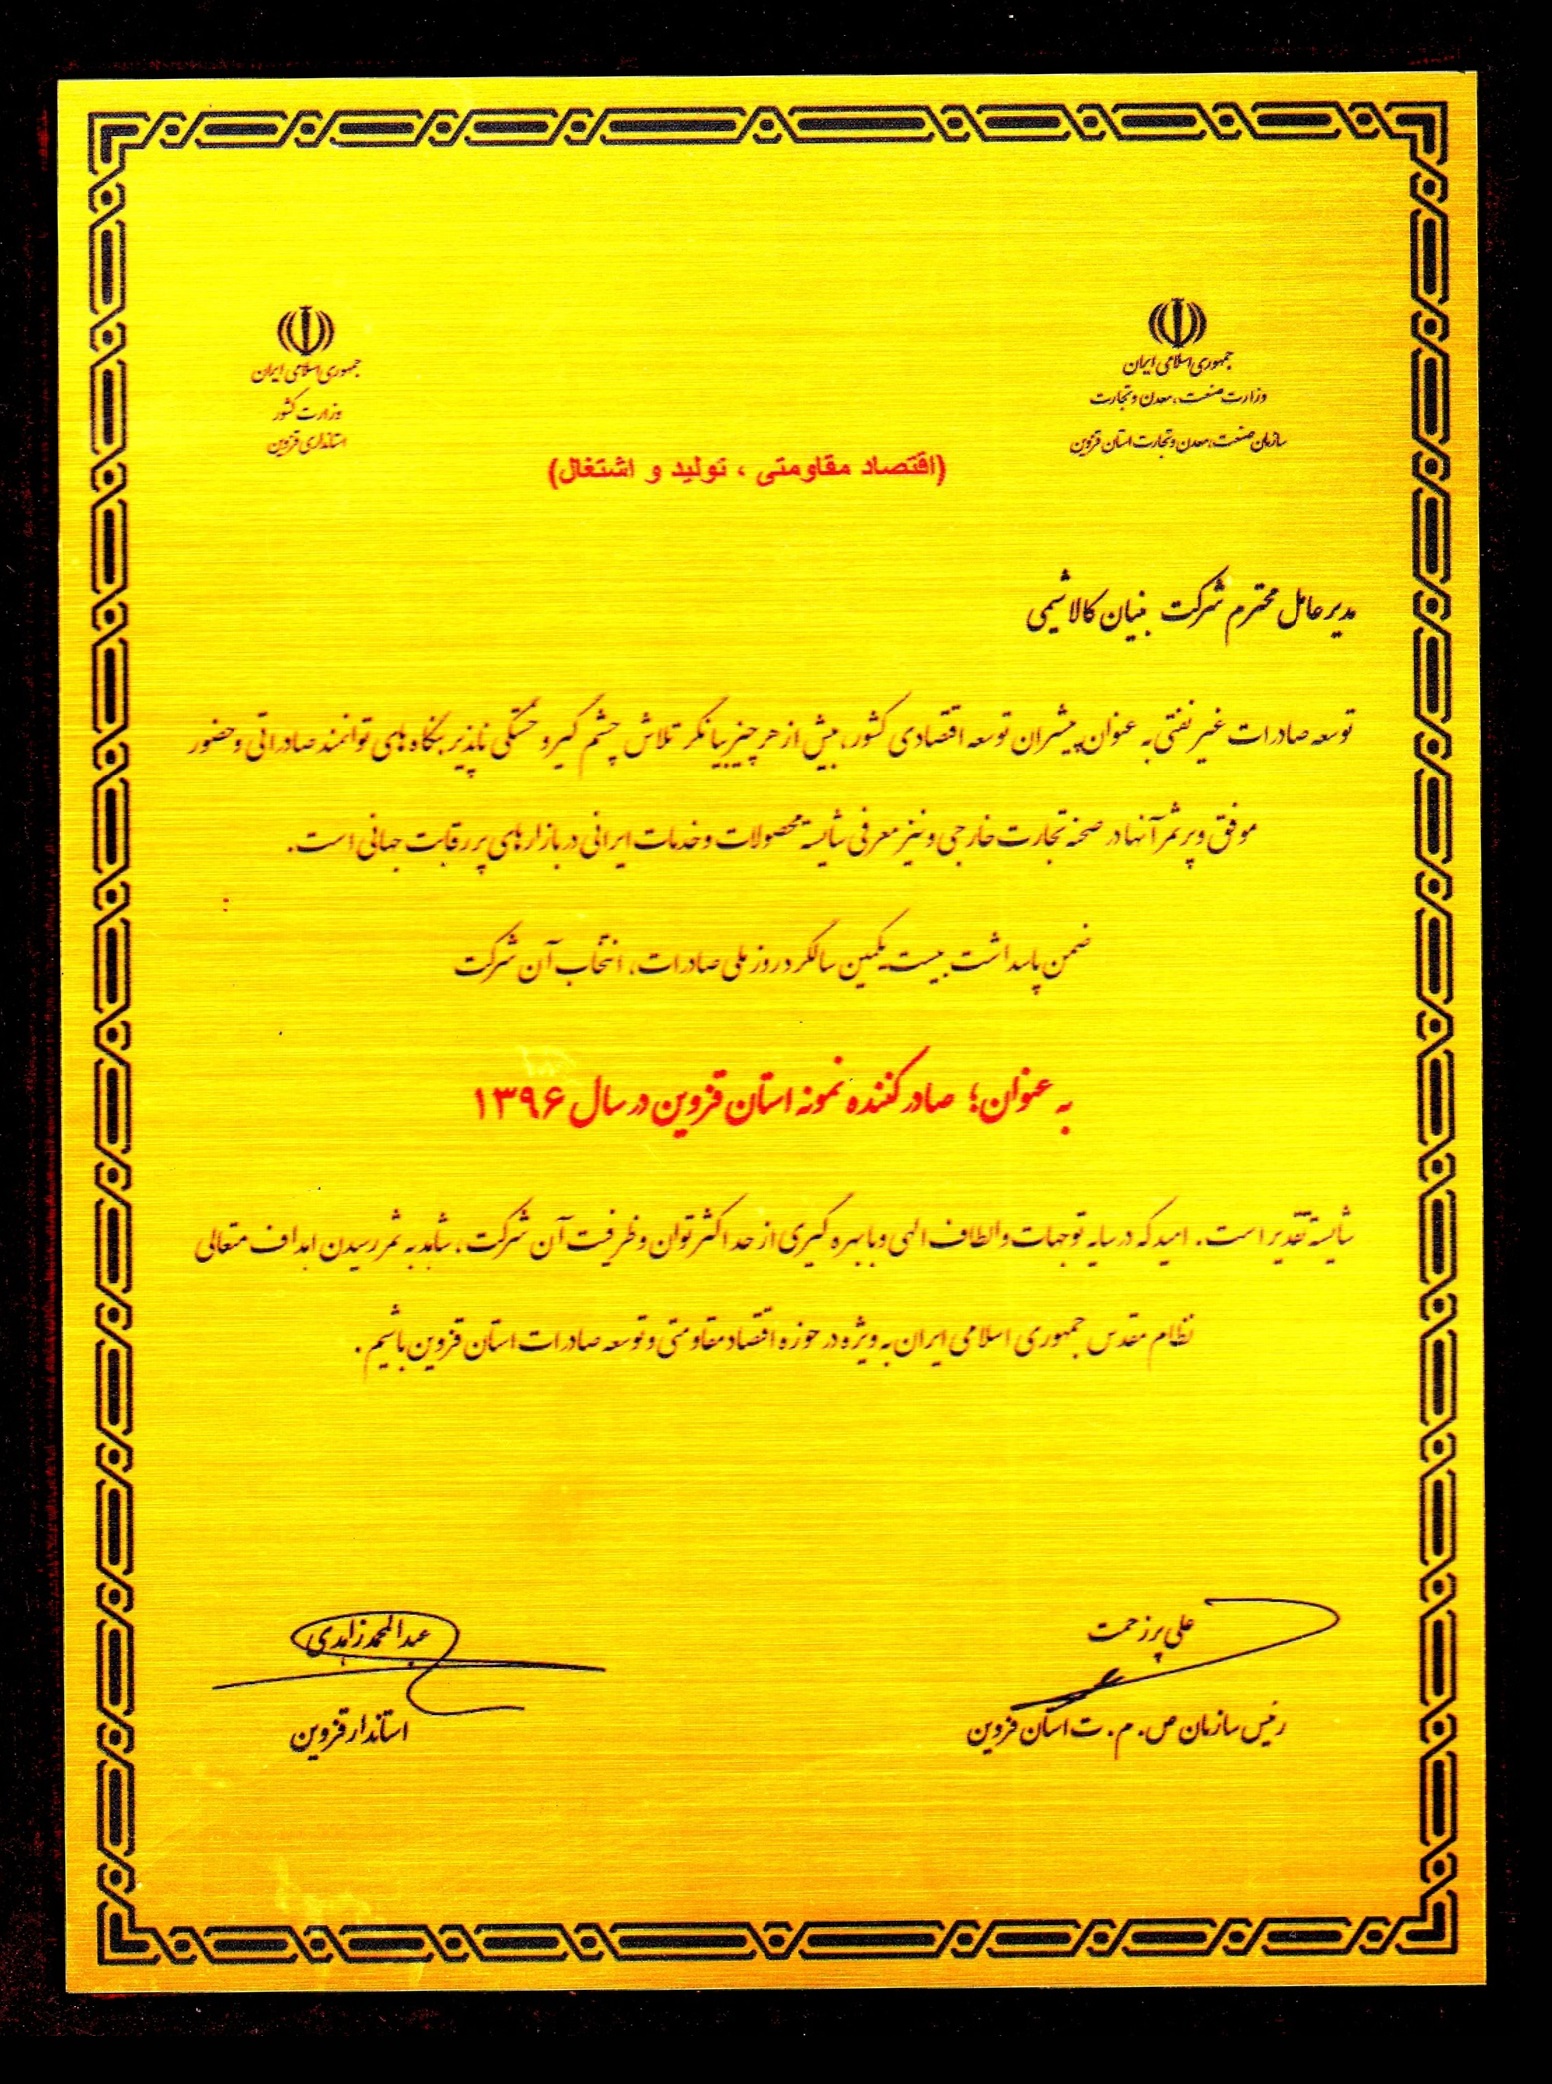 جمهوری اسلامی ایران
وزارت صنعت، معدن و تجارت
سازمان صنعت، معدن و تجارت استان قزوین
جمهوری اسلامی ایران
وزارت کشور
استانداری قزوین
(اقتصاد مقاومتی ، تولید و اشتغال)
مدیر عامل محترم شرکت بنیان کالا شیمی
توسعه صادرات غیر نفتی به عنوان پیشران توسعه اقتصادی کشور، بیش از هر چیز بیانگر تلاش چشم گیر و خستگی ناپذیر بنگاه های توانمند صادراتی و حضور
موفق و پر ثمر آنها در صحنه تجارت خارجی و نیز معرفی شایسته محصولات و خدمات ایرانی در بازارهای پر رقابت جهانی است.
ضمن پاسداشت بیست یکمین سالگرد روز ملی صادرات، انتخاب آن شرکت
به عنوان؛ صادر کننده نمونه استان قزوین در سال ۱۳۹۶
شایسته تقدیر است. امید که در سایه توجهات و الطاف الهی و با بهره گیری از حداکثر توان و ظرفیت آن شرکت، شاهد به ثمر رسیدن اهداف متعالی
نظام مقدس جمهوری اسلامی ایران به ویژه در حوزه اقتصاد مقاومتی و توسعه صادرات استان قزوین باشیم.
علی پرزحمت
رئیس سازمان ص. م. ت استان قزوین
عبدالمحمد زاهدی
استاندار قزوین